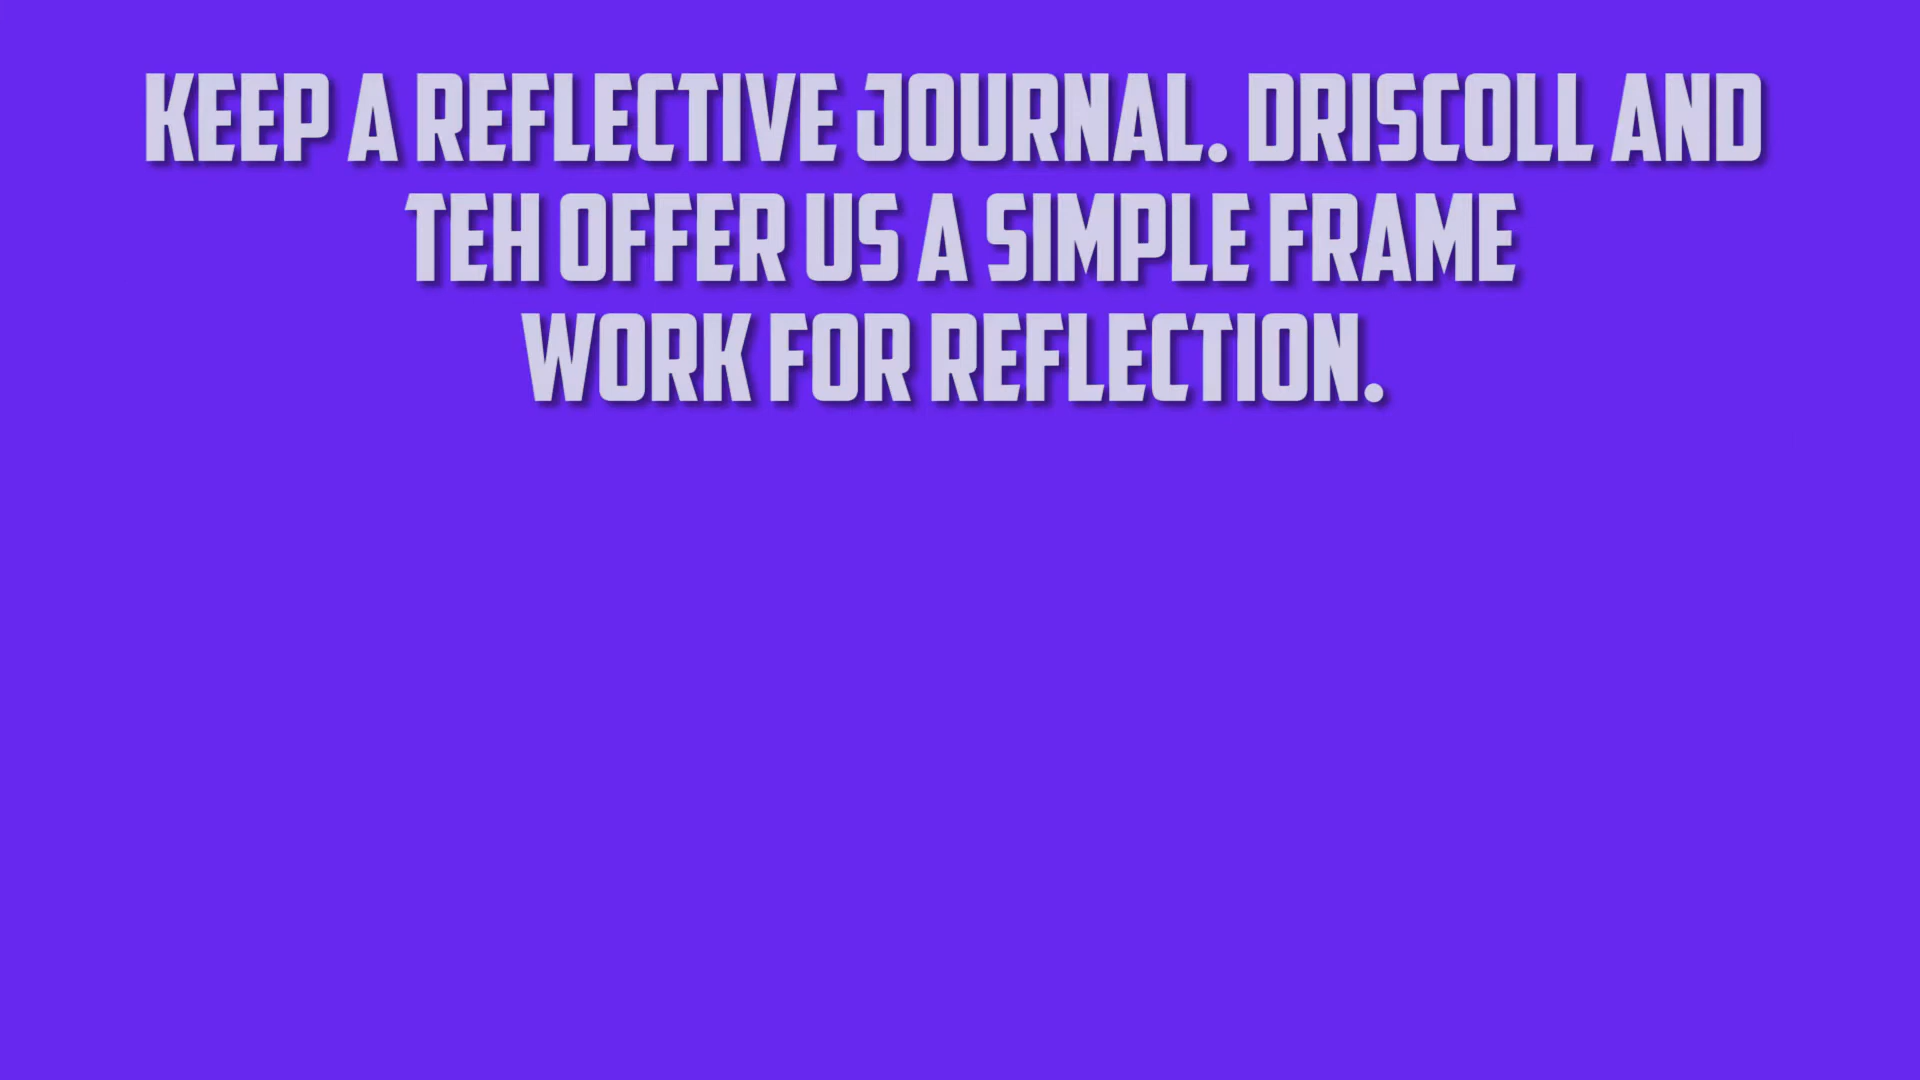 KEEP A REFLECTIVE JOURNAL. DRISCOLL AND
TEH OFFER US A SIMPLE FRAME
WORK FOR REFLECTION.